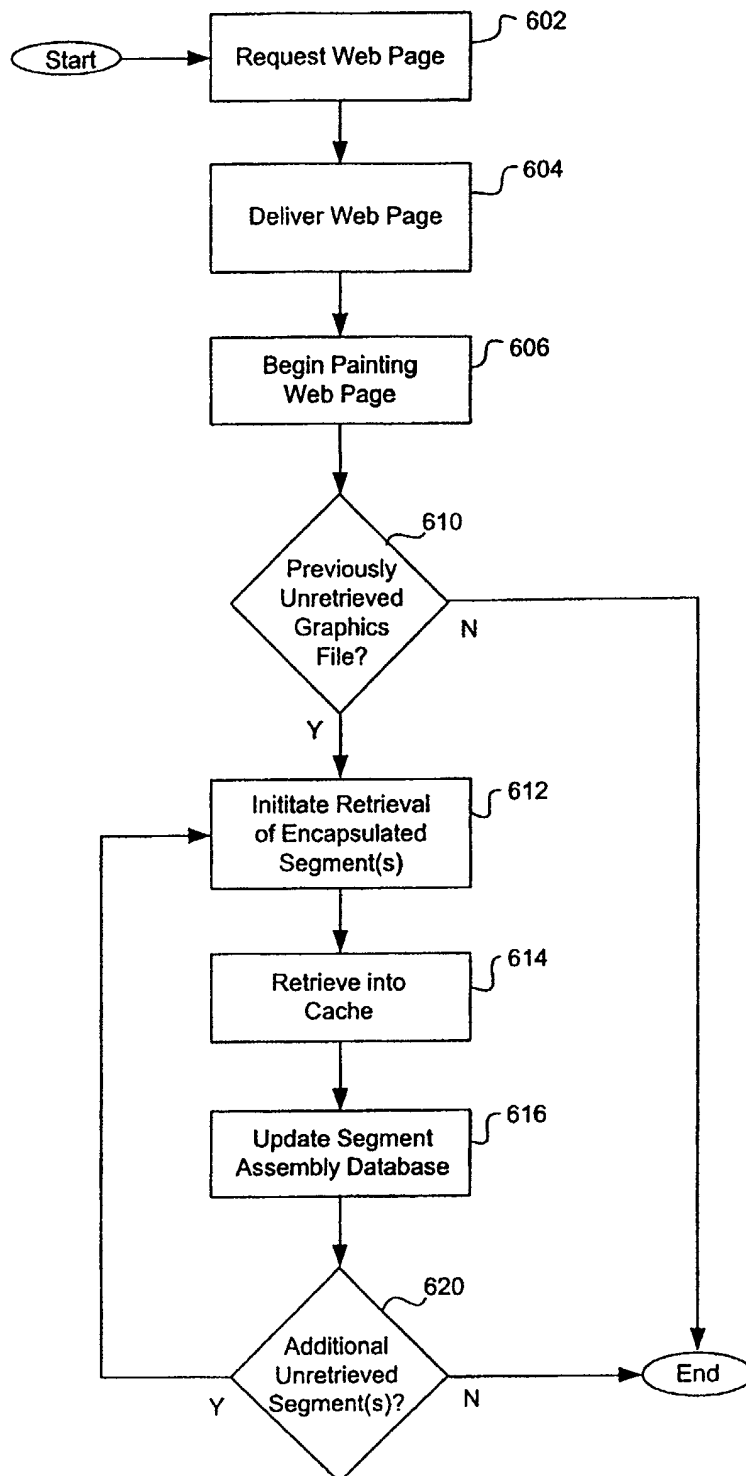 602
Start
Request Web Page
604
Deliver Web Page
606
Begin Painting
Web Page
610
Previously
Unretrieved
Graphics
File?
N
Y
Inititate Retrieval
of Encapsulated
Segment(s)
612
Retrieve into
Cache
614
616
Update Segment
Assembly Database
620
Additional
Unretrieved
Segment(s)?
Y
N
End